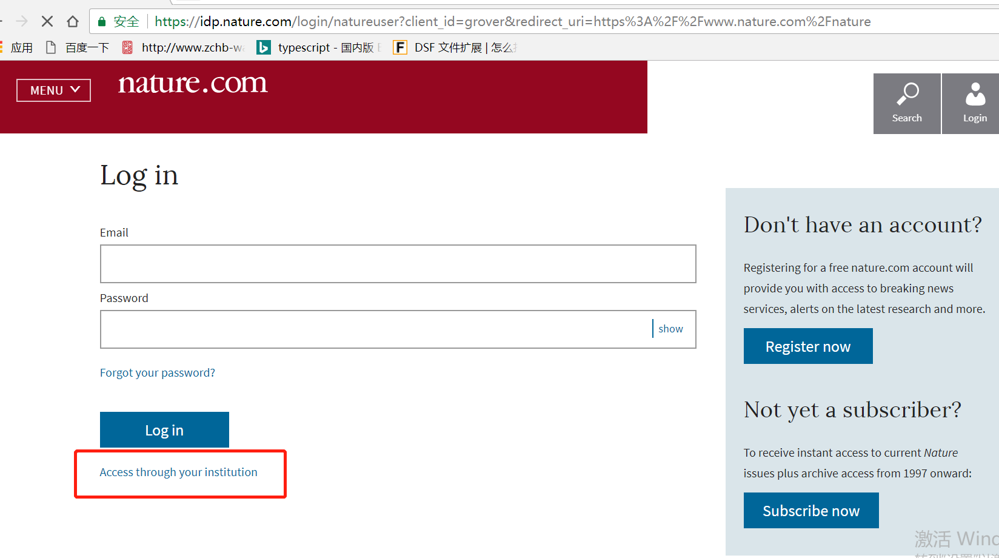 安全 https://idp.nature.com/login/natureuser?client_id=grover&redirect_uri=https%3A%2F%2Fwww.nature.com%2Fnature
应用 百度一下 http://www.zchb-wa typescript - 国内版 DSF 文件扩展 | 怎么
MENU nature.com
Search Login
Log in
Email
Password
show
Forgot your password?
Log in
Access through your institution
Don't have an account?
Registering for a free nature.com account will
provide you with access to breaking news
services, alerts on the latest research and more.
Register now
Not yet a subscriber?
To receive instant access to current Nature
issues plus archive access from 1997 onward:
Subscribe now
激活 Wind